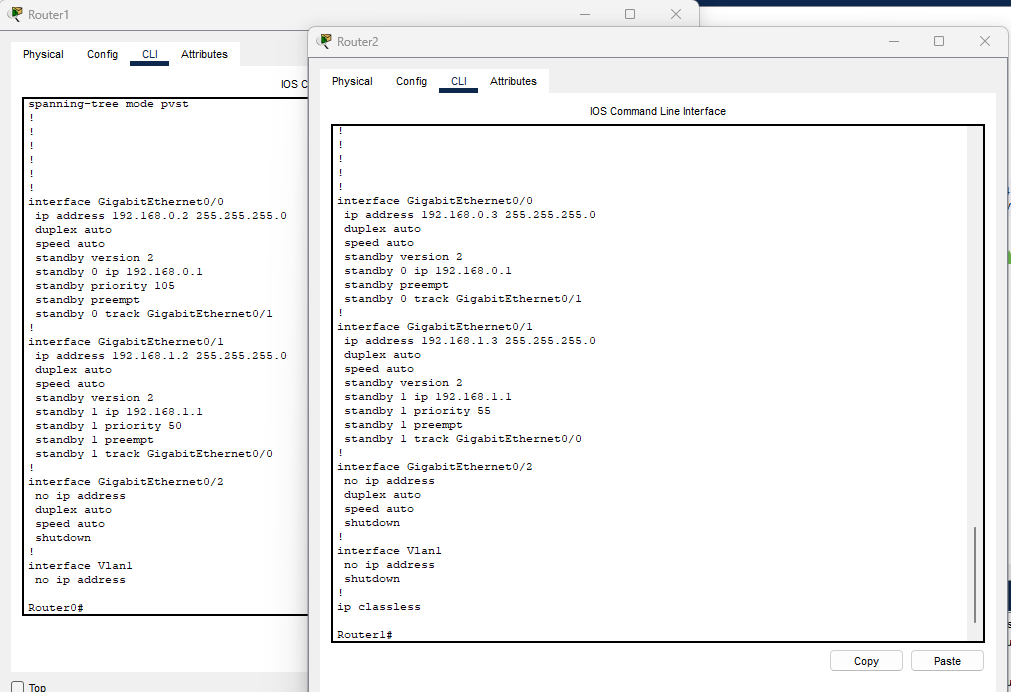 Router1
Physical Config CLI Attributes
IOS C
spanning-tree mode pvst
!
!
!
!
!
!
interface GigabitEthernet0/0
ip address 192.168.0.2 255.255.255.0
duplex auto
speed auto
standby version 2
standby 0 ip 192.168.0.1
standby priority 105
standby preempt
standby 0 track GigabitEthernet0/1
!
interface GigabitEthernet0/1
ip address 192.168.1.2 255.255.255.0
duplex auto
speed auto
standby version 2
standby 1 ip 192.168.1.1
standby 1 priority 50
standby 1 preempt
standby 1 track GigabitEthernet0/0
!
interface GigabitEthernet0/2
no ip address
duplex auto
speed auto
shutdown
!
interface Vlan1
no ip address
Router0#
Top
Router2
Physical Config CLI Attributes
IOS Command Line Interface
!
!
!
!
!
interface GigabitEthernet0/0
ip address 192.168.0.3 255.255.255.0
duplex auto
speed auto
standby version 2
standby 0 ip 192.168.0.1
standby preempt
standby 0 track GigabitEthernet0/1
!
interface GigabitEthernet0/1
ip address 192.168.1.3 255.255.255.0
duplex auto
speed auto
standby version 2
standby 1 ip 192.168.1.1
standby 1 priority 55
standby 1 preempt
standby 1 track GigabitEthernet0/0
!
interface GigabitEthernet0/2
no ip address
duplex auto
speed auto
shutdown
!
interface Vlan1
no ip address
shutdown
!
ip classless
Router1#
Copy Paste